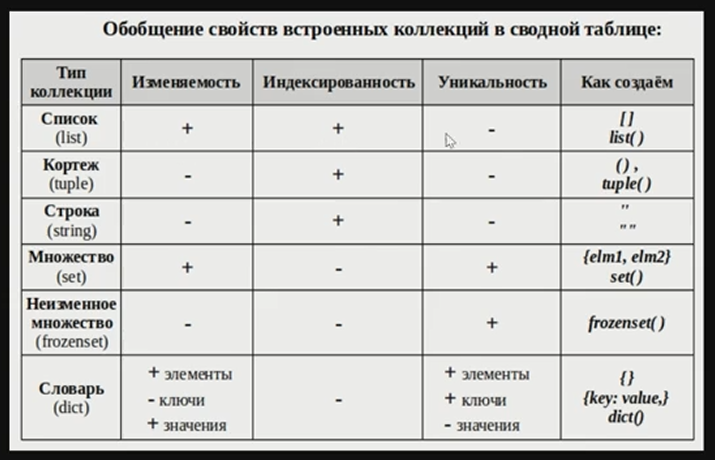 Обобщение свойств встроенных коллекций в сводной таблице:
Тип коллекции Изменяемость Индексированность Уникальность Как создаём
Список (list) + + - [ ] list( )
Кортеж (tuple) - + - () , tuple( )
Строка (string) - + - '' ""
Множество (set) + - + {elm1, elm2} set( )
Неизменное множество (frozenset) - - + frozenset( )
Словарь (dict) + элементы - ключи + значения - + элементы + ключи - значения { } {key: value,} dict()